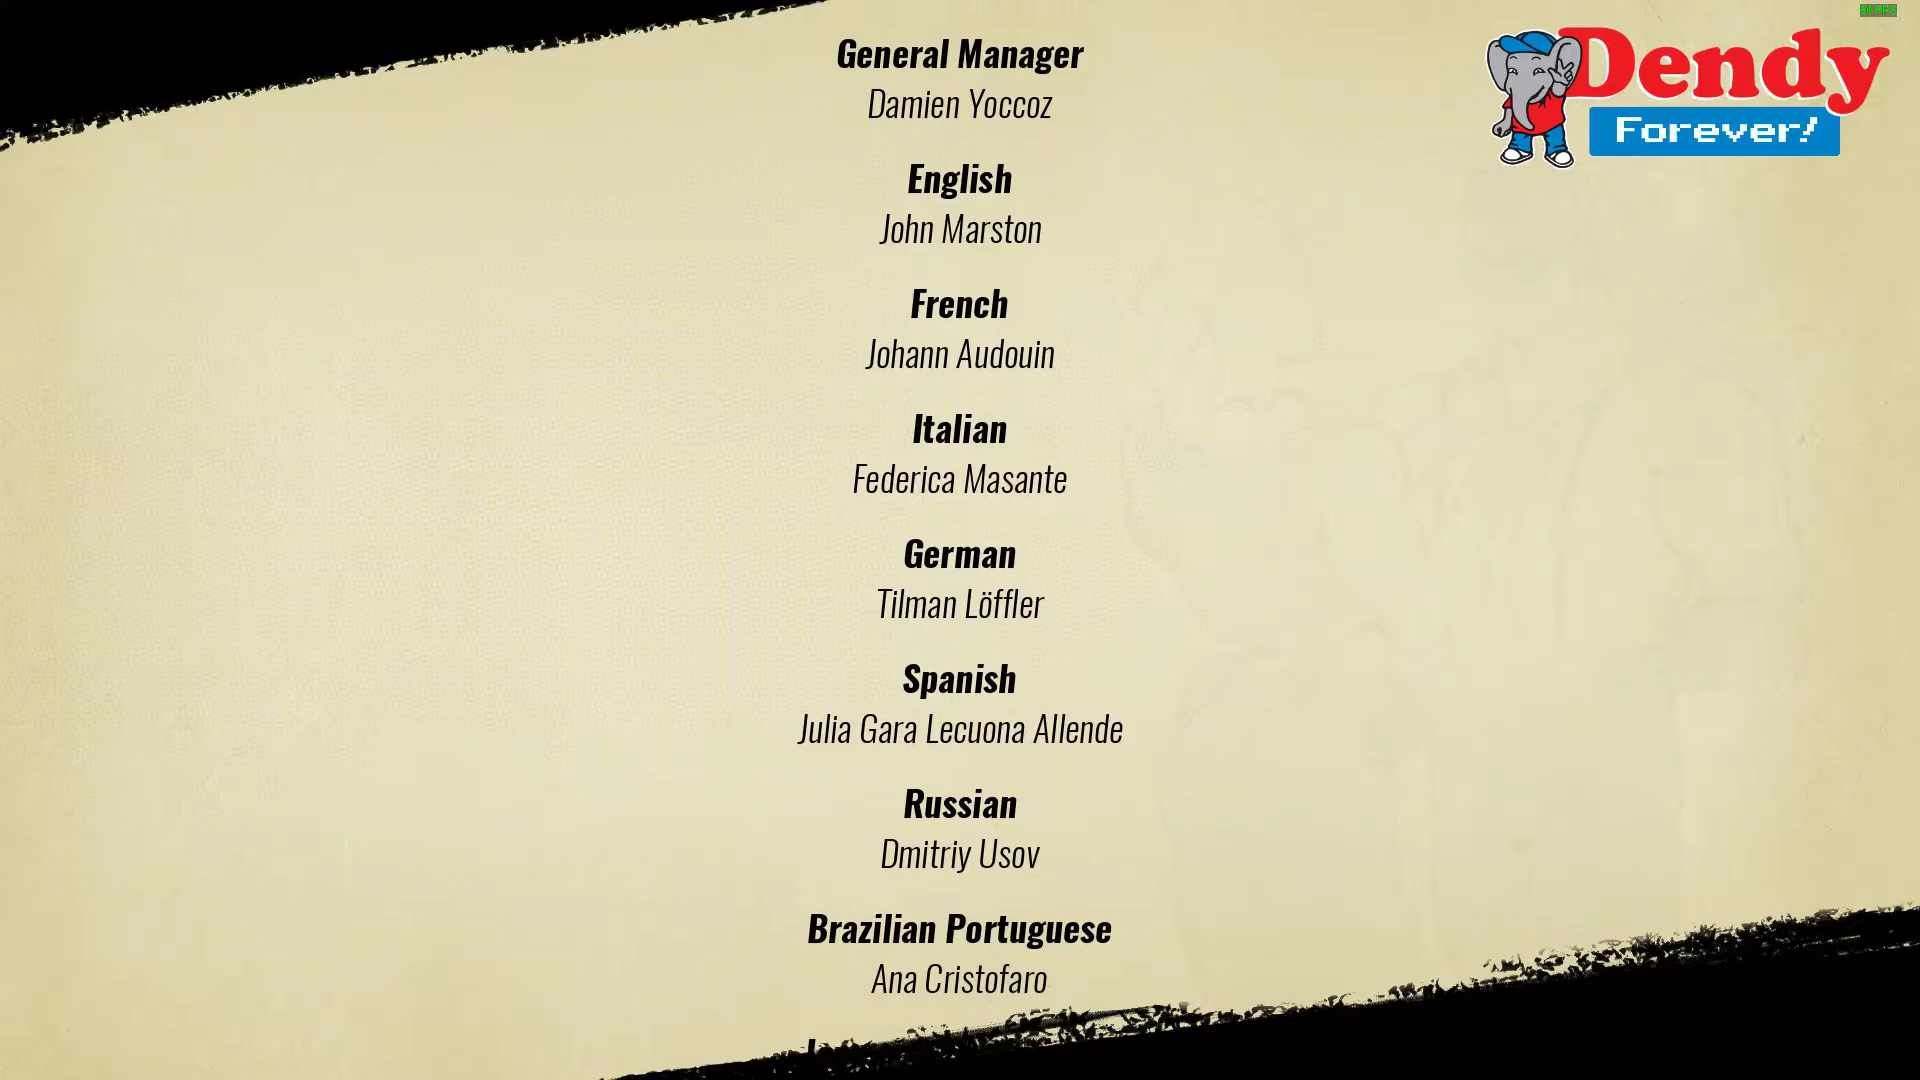 General Manager
Damien Yoccoz
English
John Marston
French
Johann Audouin
Italian
Federica Masante
German
Tilman Löffler
Spanish
Julia Gara Lecuona Allende
Russian
Dmitriy Usov
Brazilian Portuguese
Ana Cristofaro
Dendy
Forever!